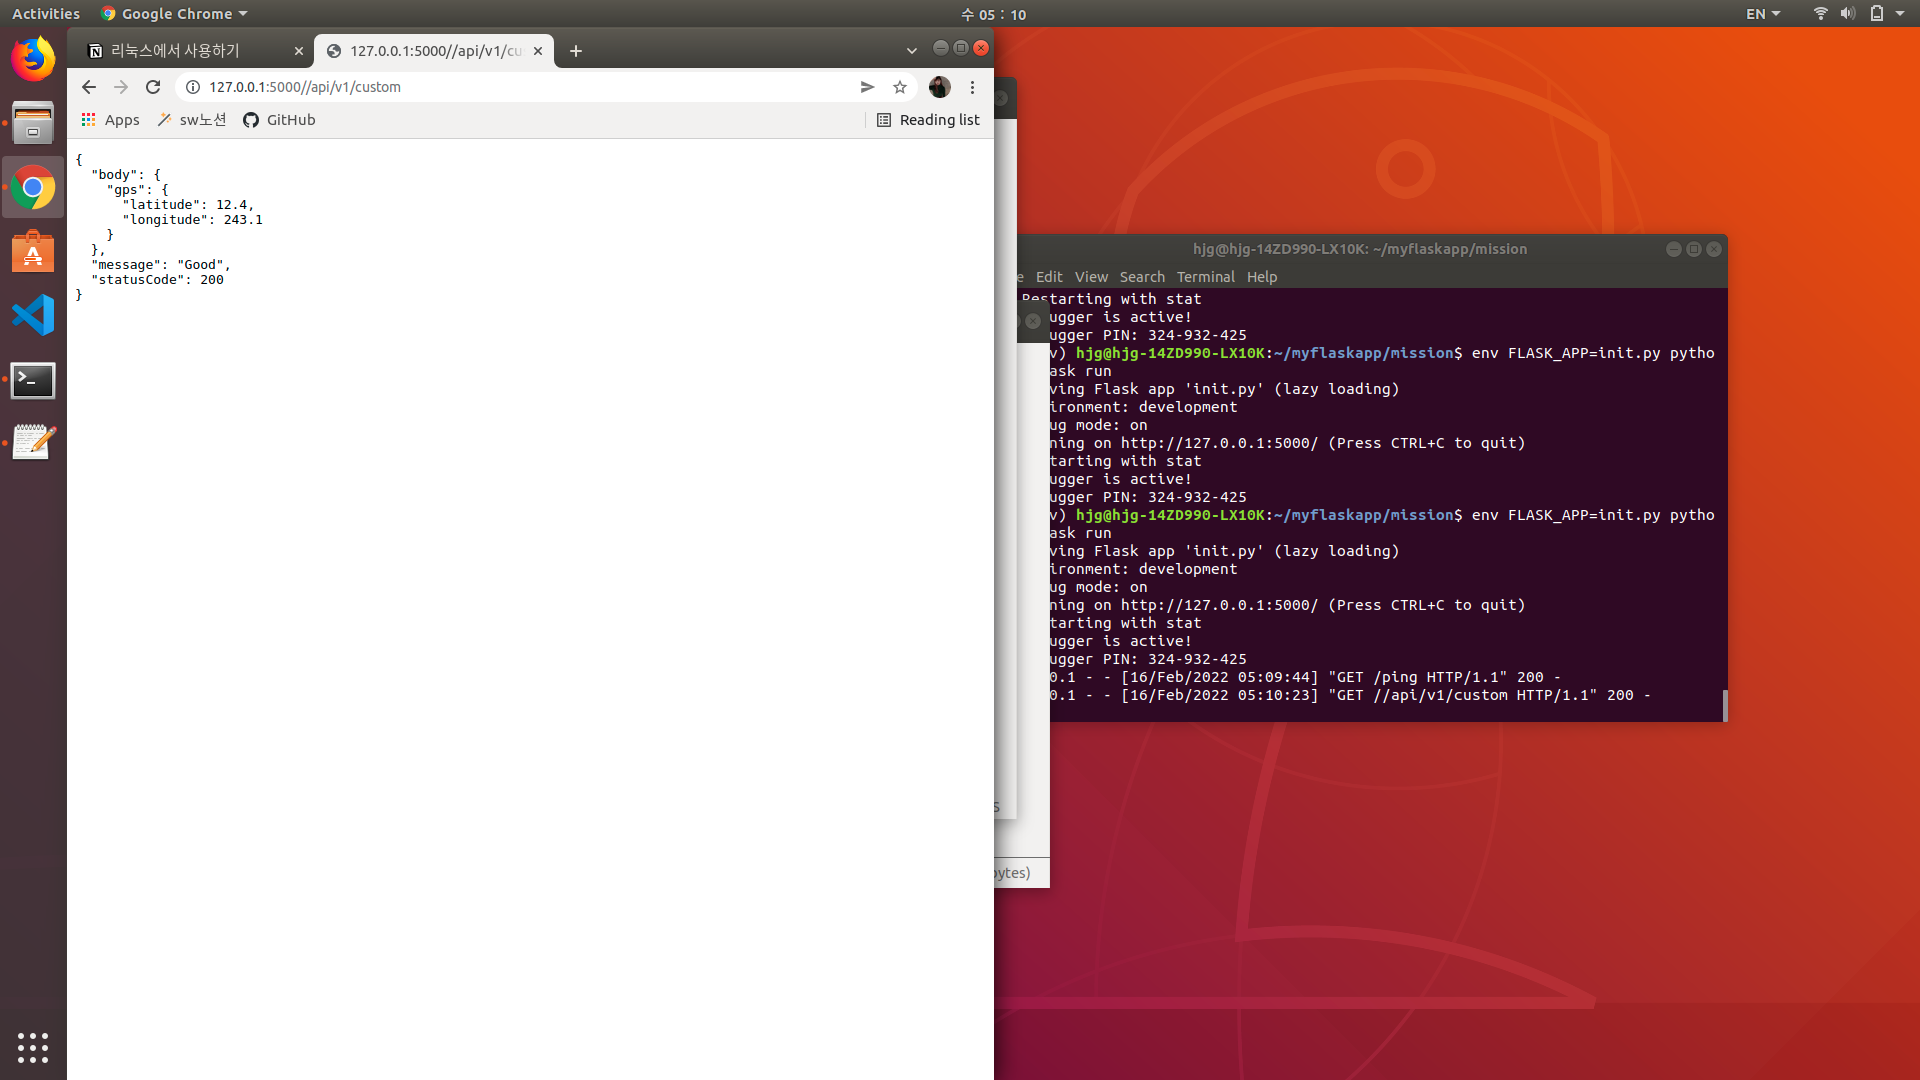 Activities Google Chrome 수 05 : 10 EN
리눅스에서 사용하기 127.0.0.1:5000//api/v1/cu
127.0.0.1:5000//api/v1/custom
Apps sw노션 GitHub Reading list
{
"body": {
"gps": {
"latitude": 12.4,
"longitude": 243.1
}
},
"message": "Good",
"statusCode": 200
}
hjg@hjg-14ZD990-LX10K: ~/myflaskapp/mission
e Edit View Search Terminal Help
Restarting with stat
ugger is active!
ugger PIN: 324-932-425
v) hjg@hjg-14ZD990-LX10K:~/myflaskapp/mission$ env FLASK_APP=init.py pytho
ask run
ving Flask app 'init.py' (lazy loading)
ironment: development
ug mode: on
ning on http://127.0.0.1:5000/ (Press CTRL+C to quit)
tarting with stat
ugger is active!
ugger PIN: 324-932-425
v) hjg@hjg-14ZD990-LX10K:~/myflaskapp/mission$ env FLASK_APP=init.py pytho
ask run
ving Flask app 'init.py' (lazy loading)
ironment: development
ug mode: on
ning on http://127.0.0.1:5000/ (Press CTRL+C to quit)
tarting with stat
ugger is active!
ugger PIN: 324-932-425
0.1 - - [16/Feb/2022 05:09:44] "GET /ping HTTP/1.1" 200 -
0.1 - - [16/Feb/2022 05:10:23] "GET //api/v1/custom HTTP/1.1" 200 -
S
bytes)